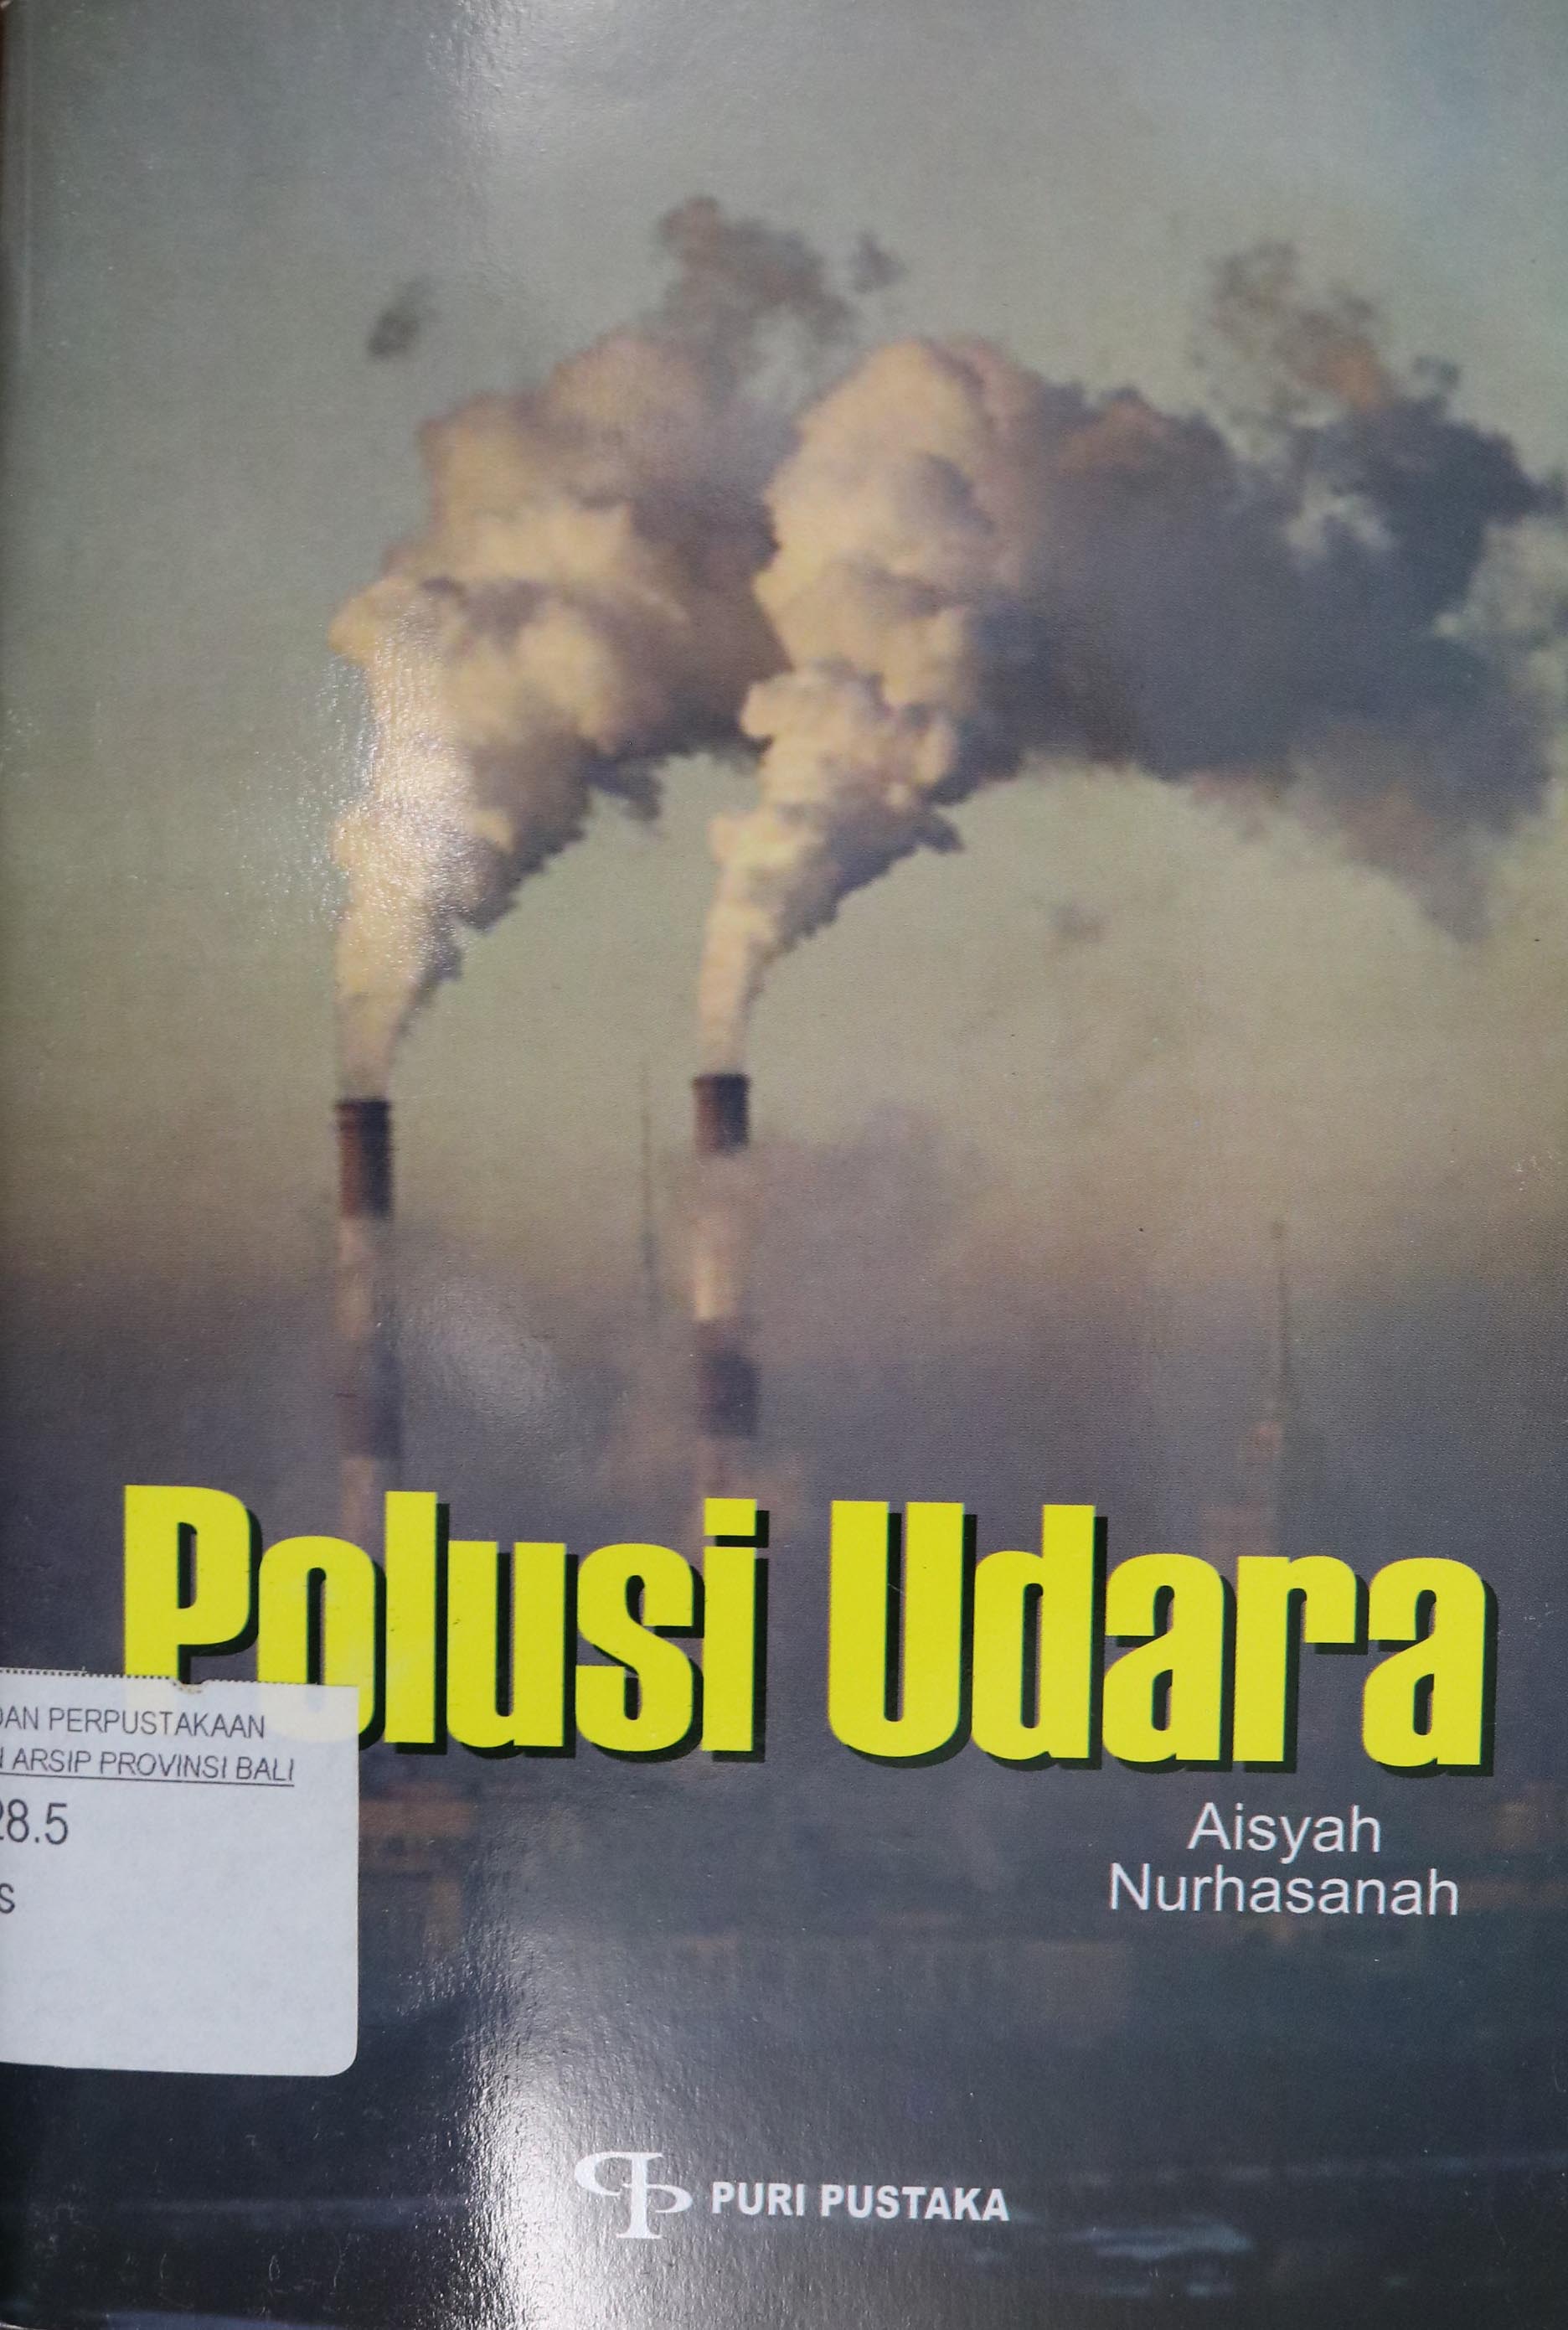 Polusi Udara
DAN PERPUSTAKAAN
ARSIP PROVINSI BALI
28.5
Aisyah
Nurhasanah
PURI PUSTAKA